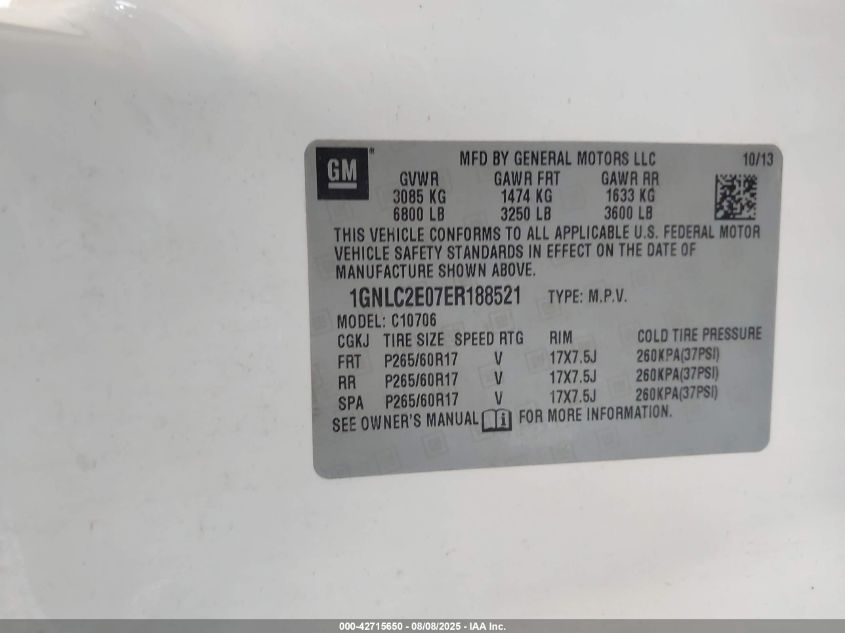 GM®
MFD BY GENERAL MOTORS LLC 10/13
GVWR GAWR FRT GAWR RR
3085 KG 1474 KG 1633 KG
6800 LB 3250 LB 3600 LB
THIS VEHICLE CONFORMS TO ALL APPLICABLE U.S. FEDERAL MOTOR
VEHICLE SAFETY STANDARDS IN EFFECT ON THE DATE OF
MANUFACTURE SHOWN ABOVE.
1GNLC2E07ER188521 TYPE: M.P.V.
MODEL: C10706
CGKJ TIRE SIZE SPEED RTG RIM COLD TIRE PRESSURE
FRT P265/60R17 V 17X7.5J 260KPA(37PSI)
RR P265/60R17 V 17X7.5J 260KPA(37PSI)
SPA P265/60R17 V 17X7.5J 260KPA(37PSI)
SEE OWNER'S MANUAL FOR MORE INFORMATION.
000-42715650 - 08/08/2025 - IAA Inc.